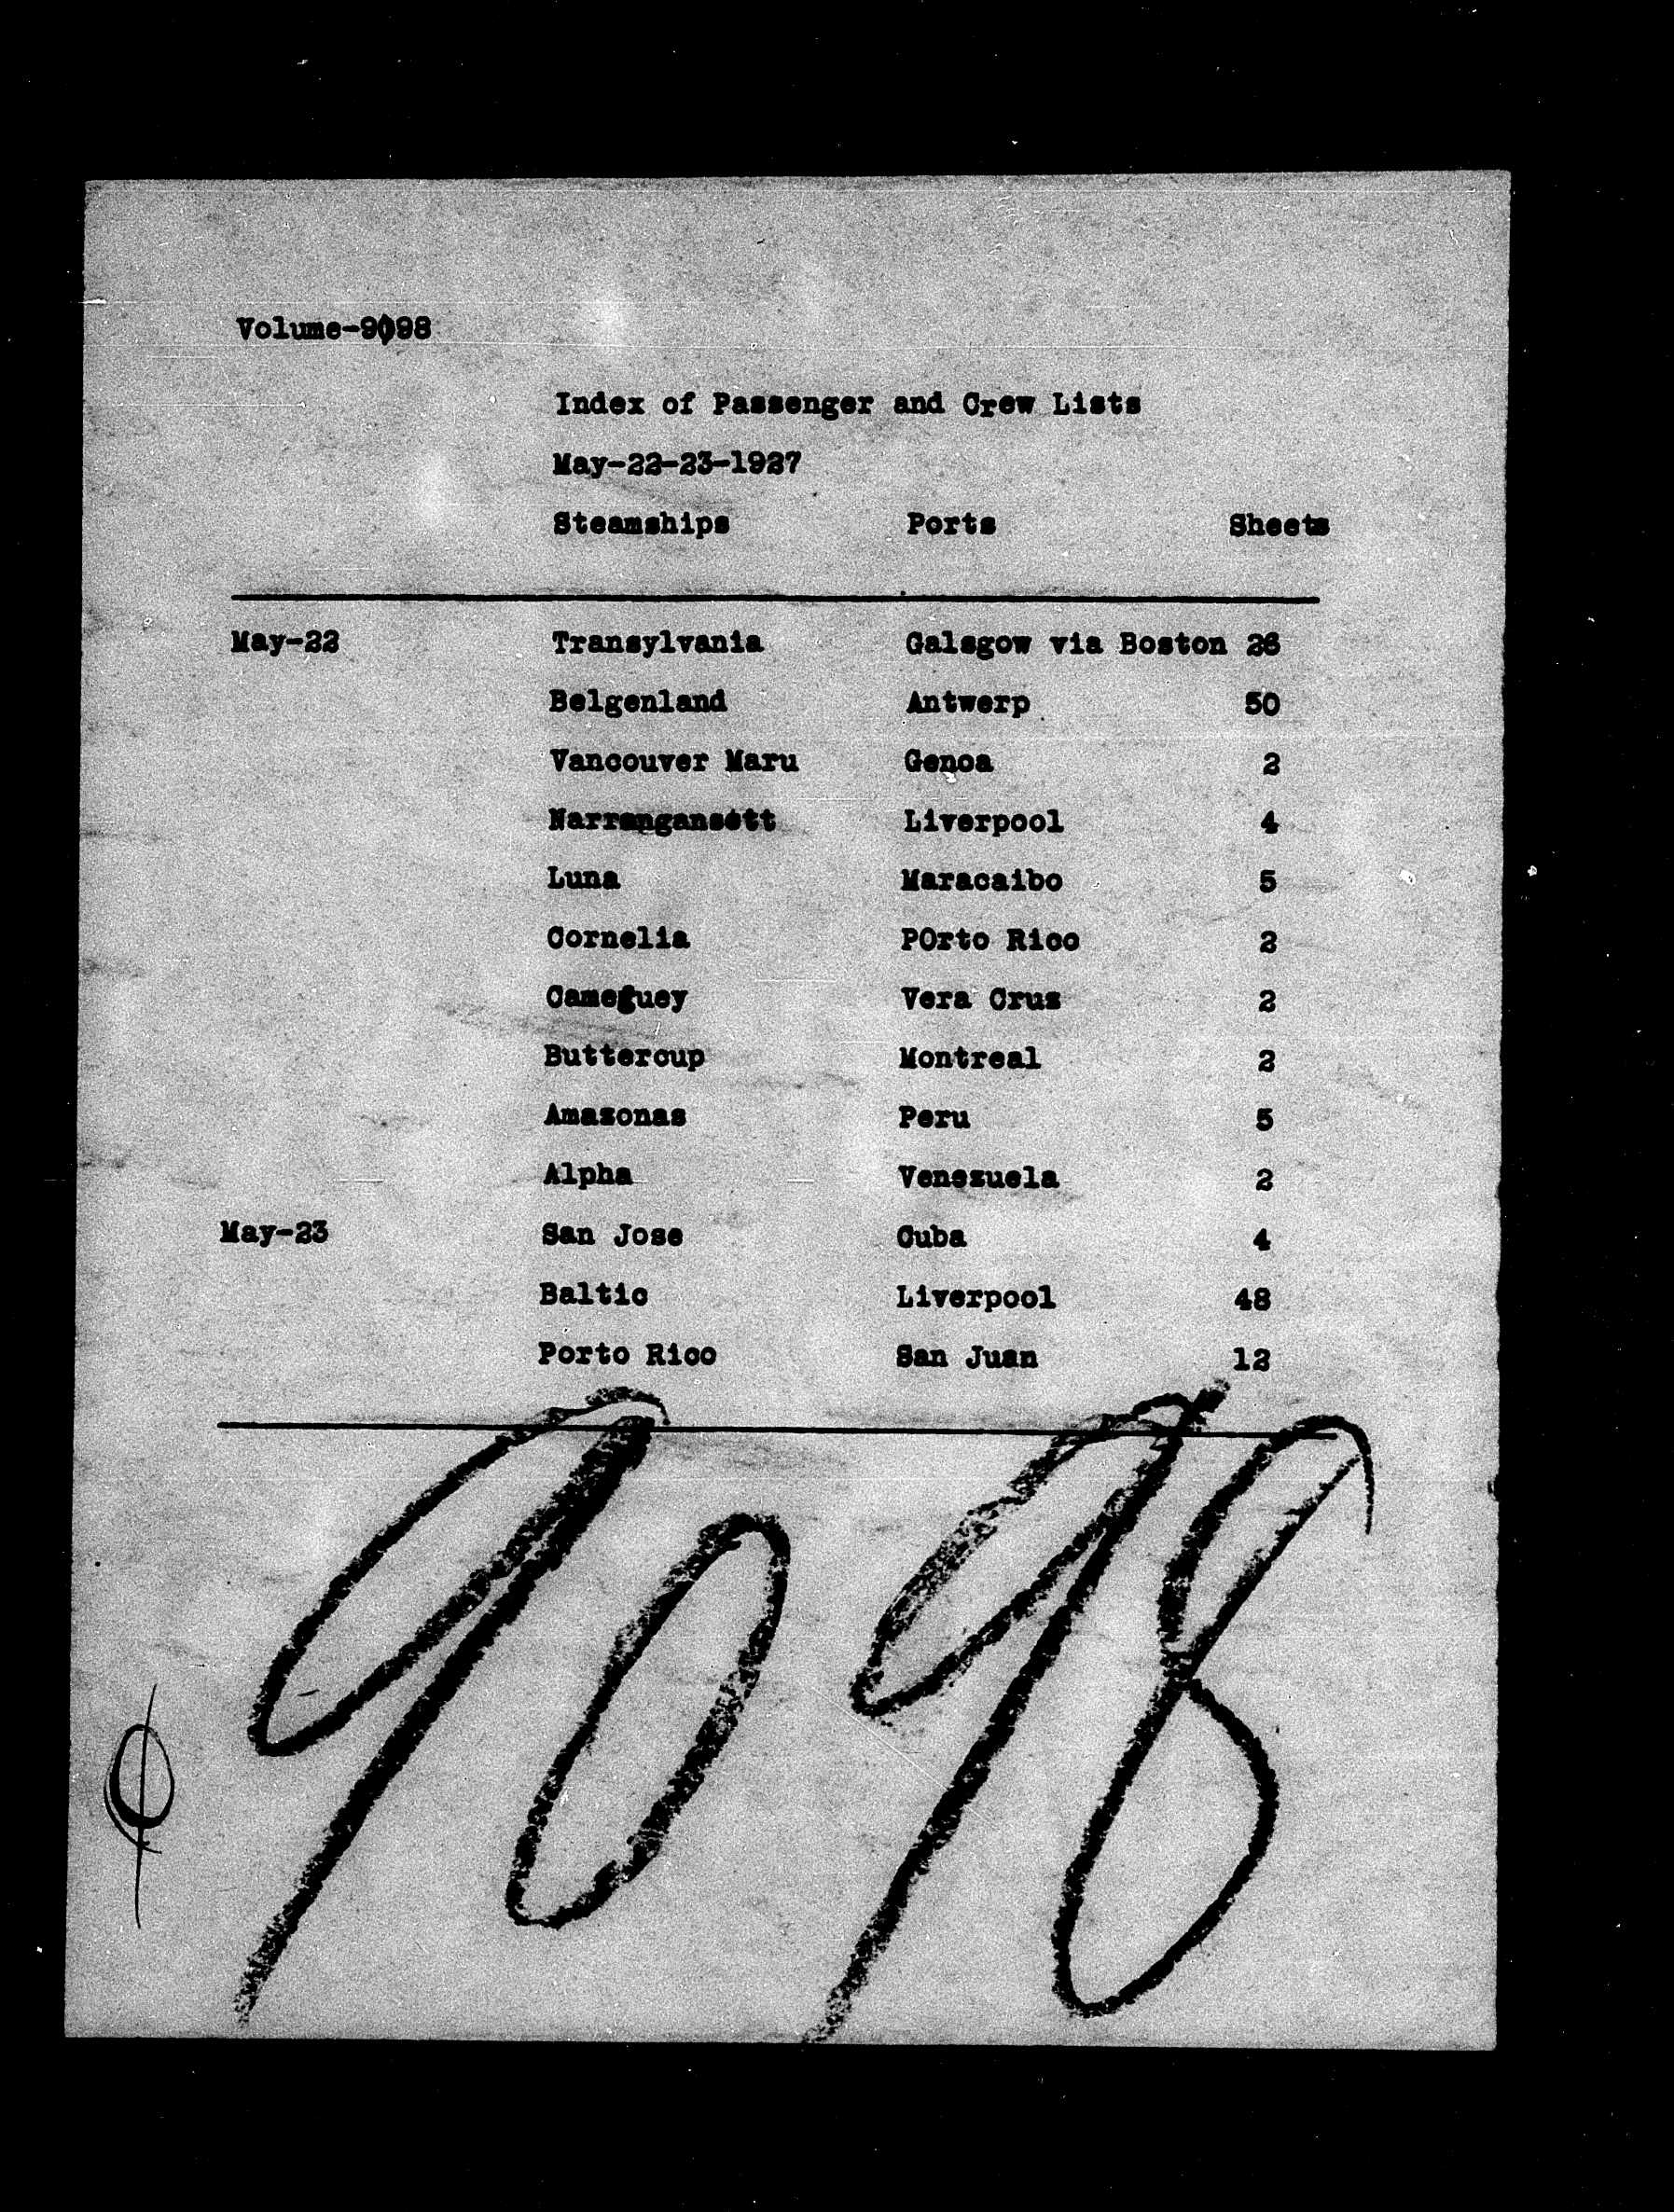 Volume-9098
Index of Passenger and Crew Lists
May-22-23-1927
Steamships Ports Sheets
May-22 Transylvania Galsgow via Boston 26
Belgenland Antwerp 50
Vancouver Maru Genoa 2
Narrangansett Liverpool 4
Luna Maracaibo 5
Cornelia POrto Rico 2
Cameguey Vera Cruz 2
Buttercup Montreal 2
Amazonas Peru 5
Alpha Venezuela 2
May-23 San Jose Cuba 4
Baltic Liverpool 48
Porto Rico San Juan 12
9098